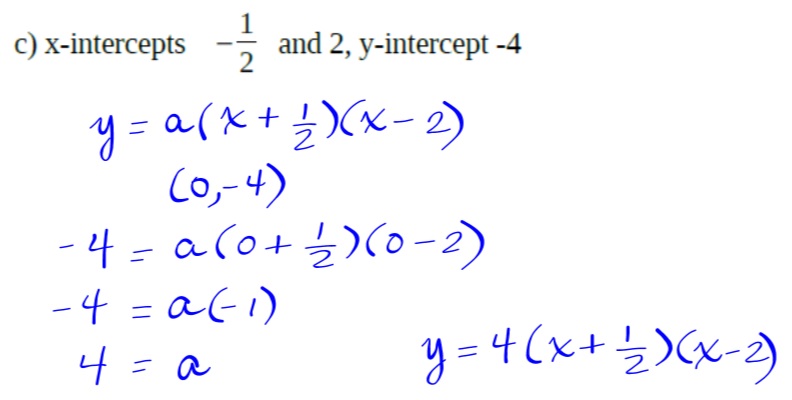 c) x-intercepts -1/2 and 2, y-intercept -4
y = a(x + 1/2)(x - 2)
(0, -4)
-4 = a(0 + 1/2)(0 - 2)
-4 = a(-1)
4 = a
y = 4(x + 1/2)(x - 2)